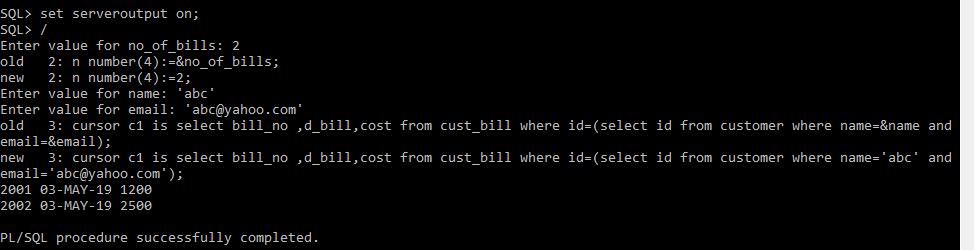 SQL> set serveroutput on;
SQL> /
Enter value for no_of_bills: 2
old   2: n number(4):=&no_of_bills;
new   2: n number(4):=2;
Enter value for name: 'abc'
Enter value for email: 'abc@yahoo.com'
old   3: cursor c1 is select bill_no ,d_bill,cost from cust_bill where id=(select id from customer where name=&name and
email=&email);
new   3: cursor c1 is select bill_no ,d_bill,cost from cust_bill where id=(select id from customer where name='abc' and
email='abc@yahoo.com');
2001 03-MAY-19 1200
2002 03-MAY-19 2500
PL/SQL procedure successfully completed.